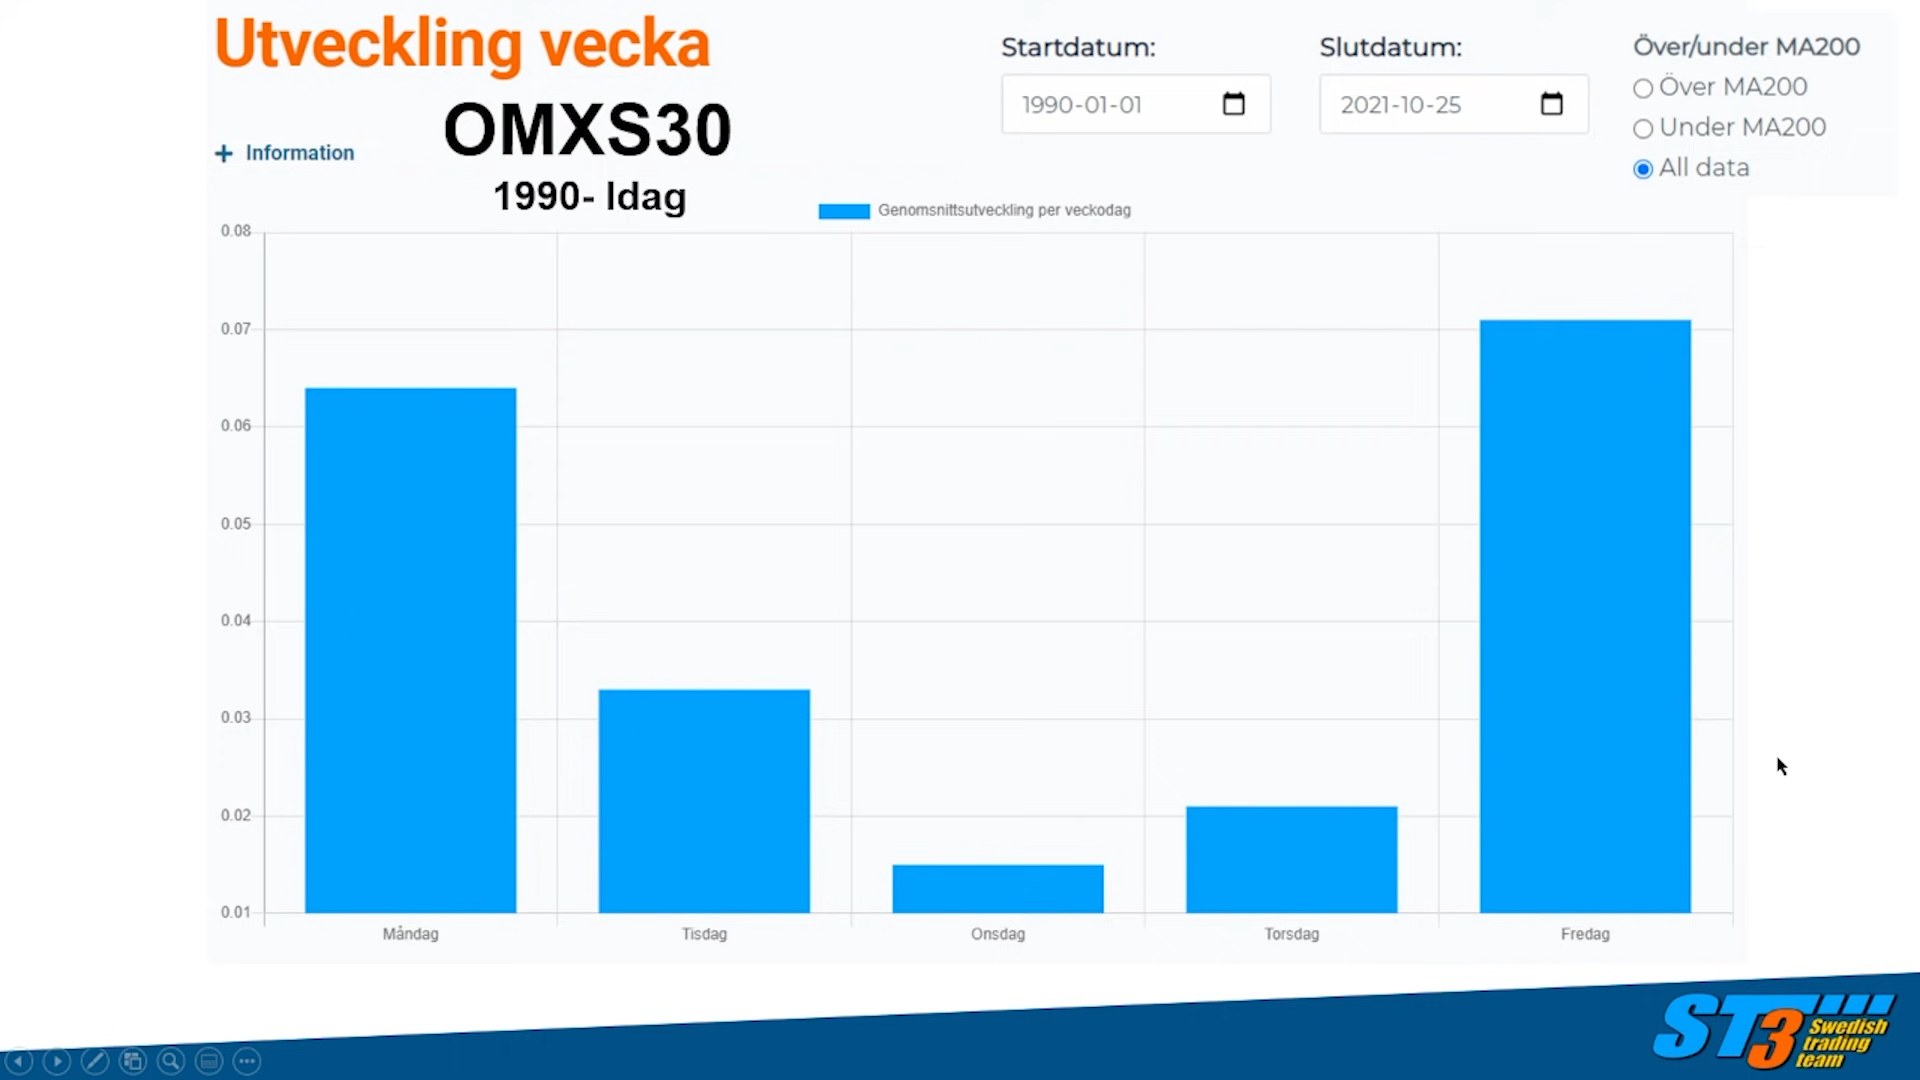 Utveckling vecka
OMXS30
1990- Idag
+ Information
Startdatum:
1990-01-01
Slutdatum:
2021-10-25
Över/under MA200
Över MA200
Under MA200
All data
Genomsnittsutveckling per veckodag
0.08
0.07
0.06
0.05
0.04
0.03
0.02
0.01
Måndag
Tisdag
Onsdag
Torsdag
Fredag
ST3
Swedish
trading
team